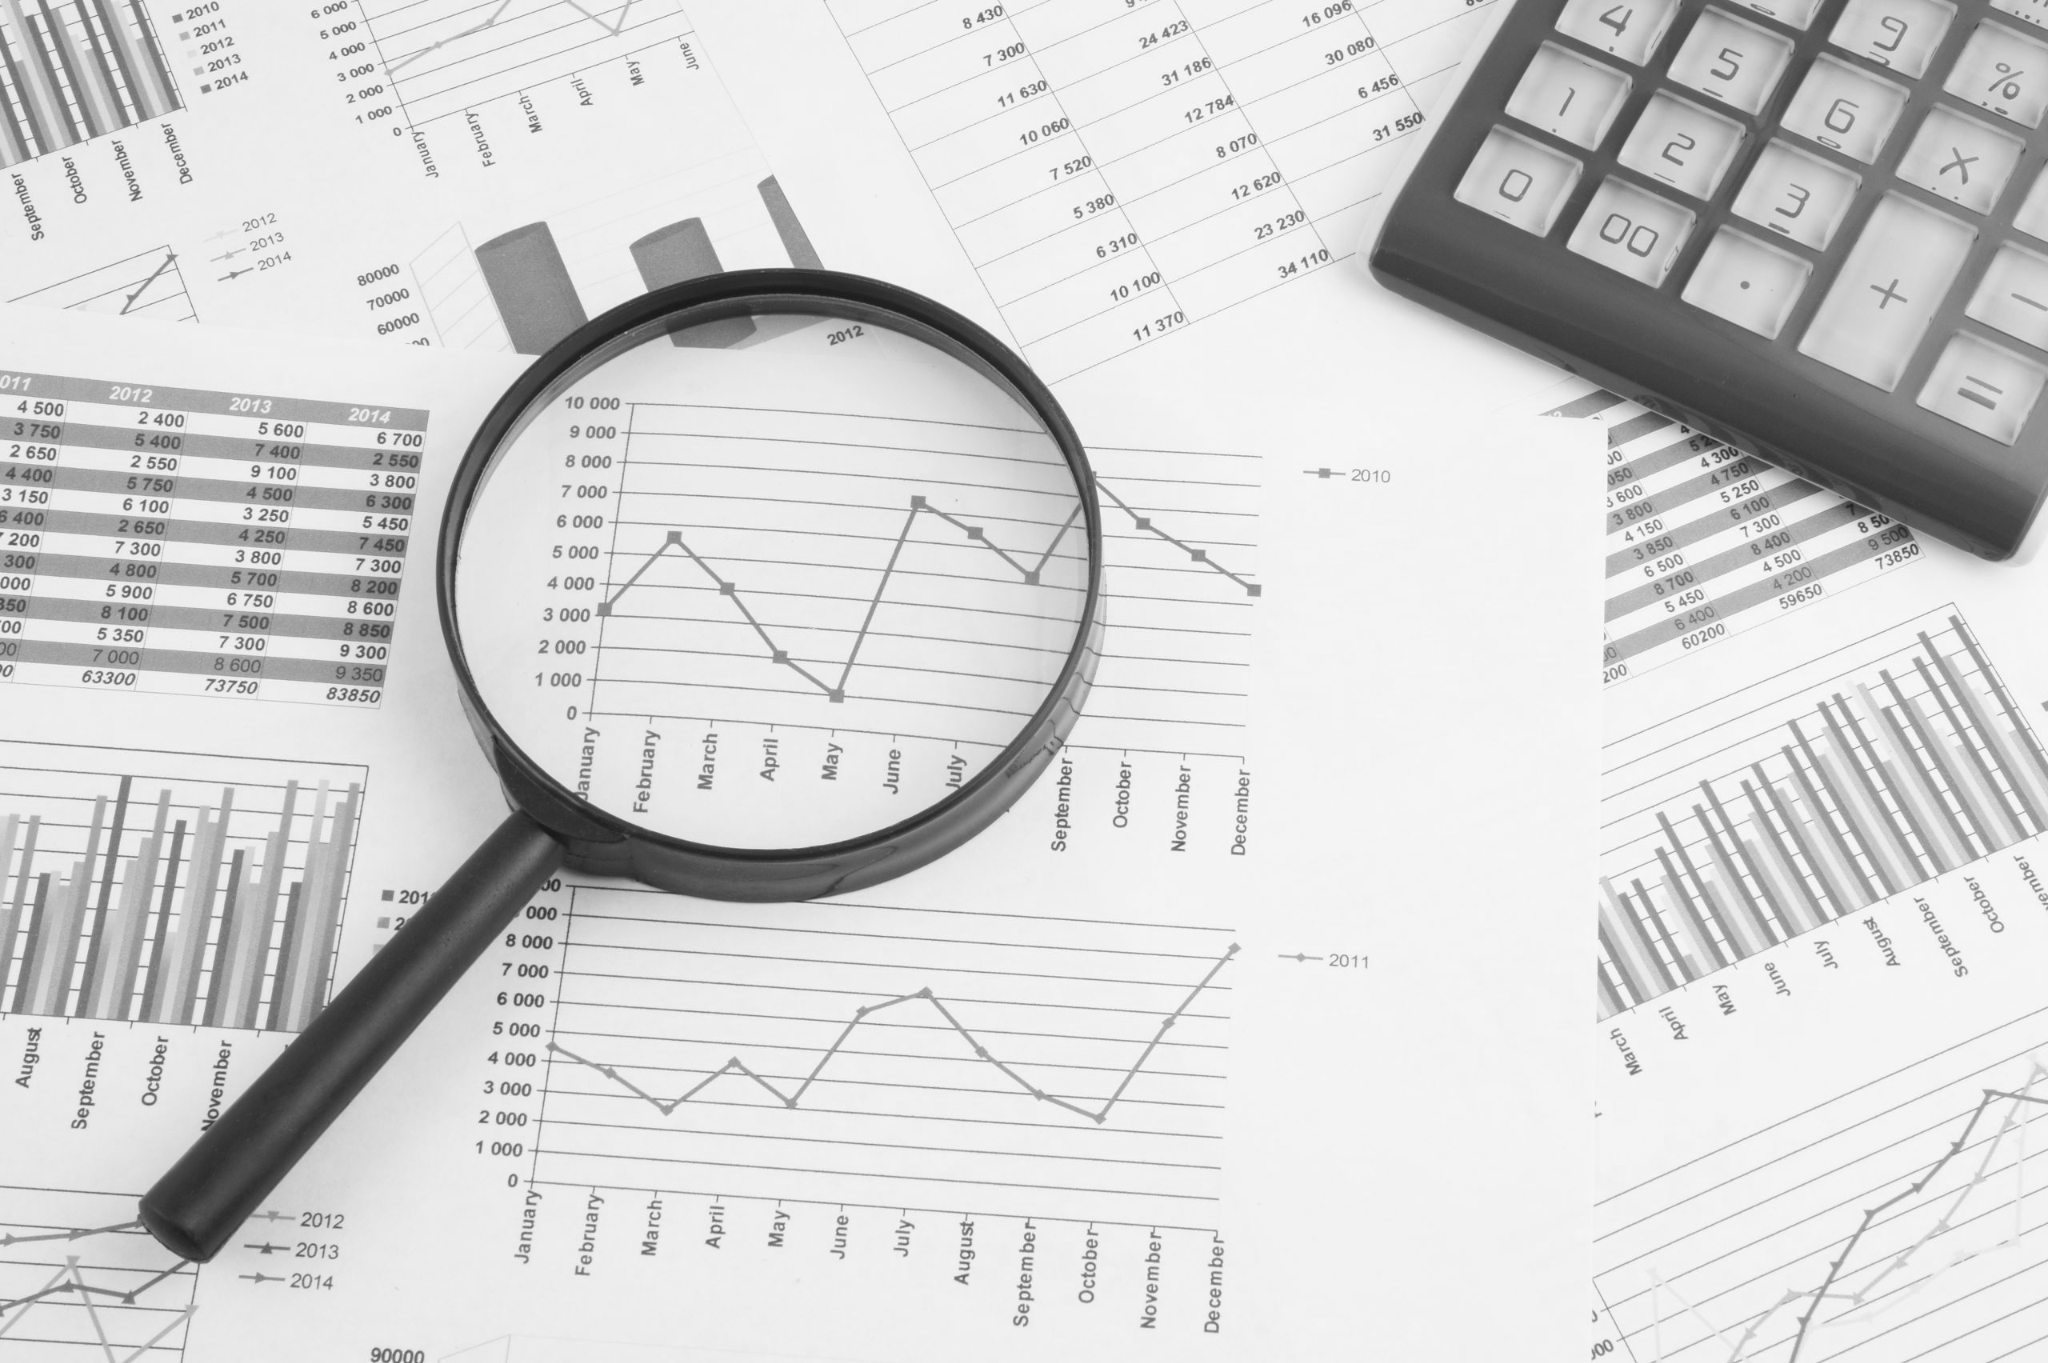 2010
2011
2012
2013
2014
September
October
November
December
6 000
5 000
4 000
3 000
2 000
1 000
0
January
February
March
April
May
June
2012
2013
2014
80000
70000
60000
2012
8 430
7 300
11 630
10 060
7 520
5 380
6 310
10 100
11 370
24 423
31 186
12 784
8 070
12 620
23 230
34 110
16 096
30 080
6 456
31 550
4
5
9
%
1
2
6
X
0
00
3
.
+
−
=
2012 2013 2014
4 500 2 400 5 600 6 700
3 750 5 400 7 400 2 550
2 650 2 550 9 100 3 800
4 400 5 750 4 500 6 300
3 150 6 100 3 250 5 450
2 650 4 250 7 450
7 300 3 800 7 300
4 800 5 700 8 200
5 900 6 750 8 600
8 100 7 500 8 850
5 350 7 300 9 300
7 000 8 600 9 350
63300 73750 83850
10 000
9 000
8 000
7 000
6 000
5 000
4 000
3 000
2 000
1 000
0
January
February
March
April
May
June
July
September
October
November
December
2010
8 000
7 000
6 000
5 000
4 000
3 000
2 000
1 000
0
January
February
March
April
May
June
July
August
September
October
November
December
2011
August
September
October
November
2012
2013
2014
90000
4 750
5 250
3 600
6 100
3 800
7 300
4 150
8 400
3 850
4 500
6 500
4 200
8 700
59650
5 450
6 400
60200
9 500
73850
March
April
May
June
July
August
September
October